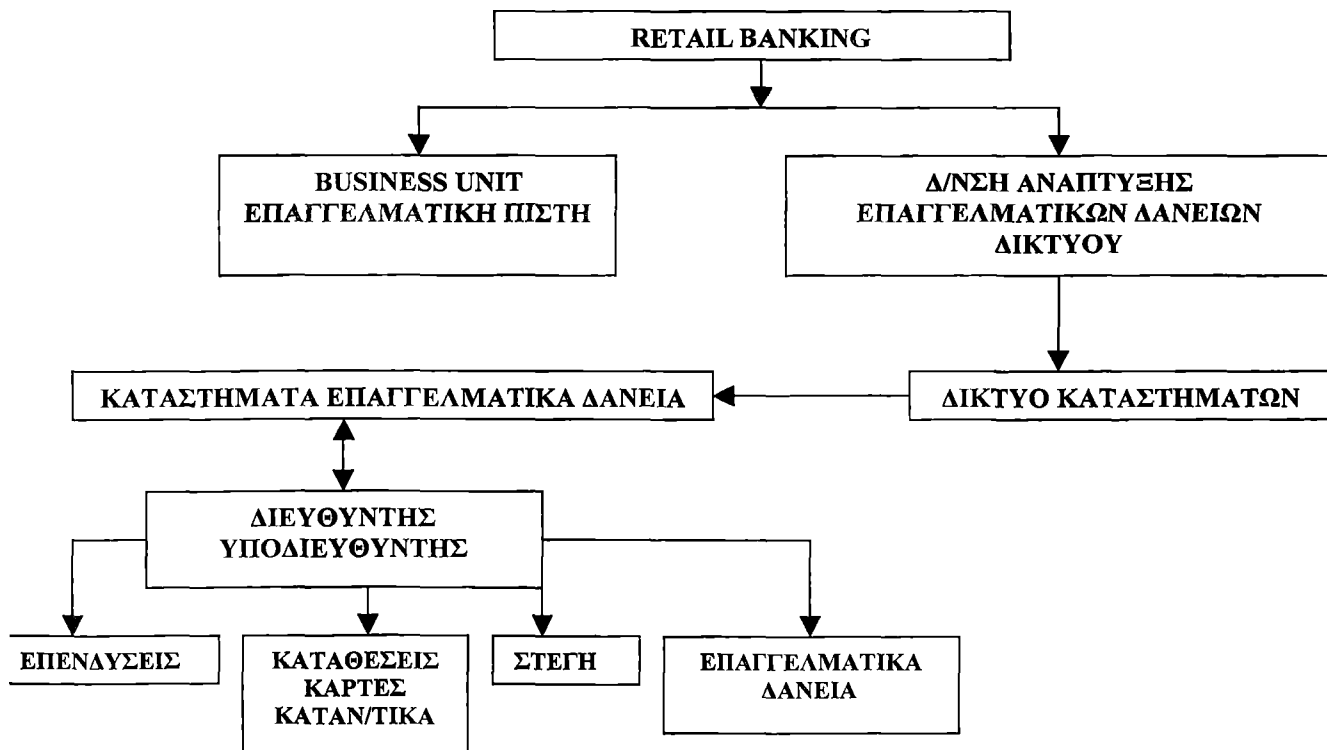 RETAIL BANKING
BUSINESS UNIT
ΕΠΑΓΓΕΛΜΑΤΙΚΗ ΠΙΣΤΗ
Δ/ΝΣΗ ΑΝΑΠΤΥΞΗΣ
ΕΠΑΓΓΕΛΜΑΤΙΚΩΝ ΔΑΝΕΙΩΝ
ΔΙΚΤΥΟΥ
ΚΑΤΑΣΤΗΜΑΤΑ ΕΠΑΓΓΕΛΜΑΤΙΚΑ ΔΑΝΕΙΑ
ΔΙΚΤΥΟ ΚΑΤΑΣΤΗΜΑΤΩΝ
ΔΙΕΥΘΥΝΤΗΣ
ΥΠΟΔΙΕΥΘΥΝΤΗΣ
ΕΠΕΝΔΥΣΕΙΣ
ΚΑΤΑΘΕΣΕΙΣ
ΚΑΡΤΕΣ
ΚΑΤΑΝ/ΤΙΚΑ
ΣΤΕΓΗ
ΕΠΑΓΓΕΛΜΑΤΙΚΑ
ΔΑΝΕΙΑ